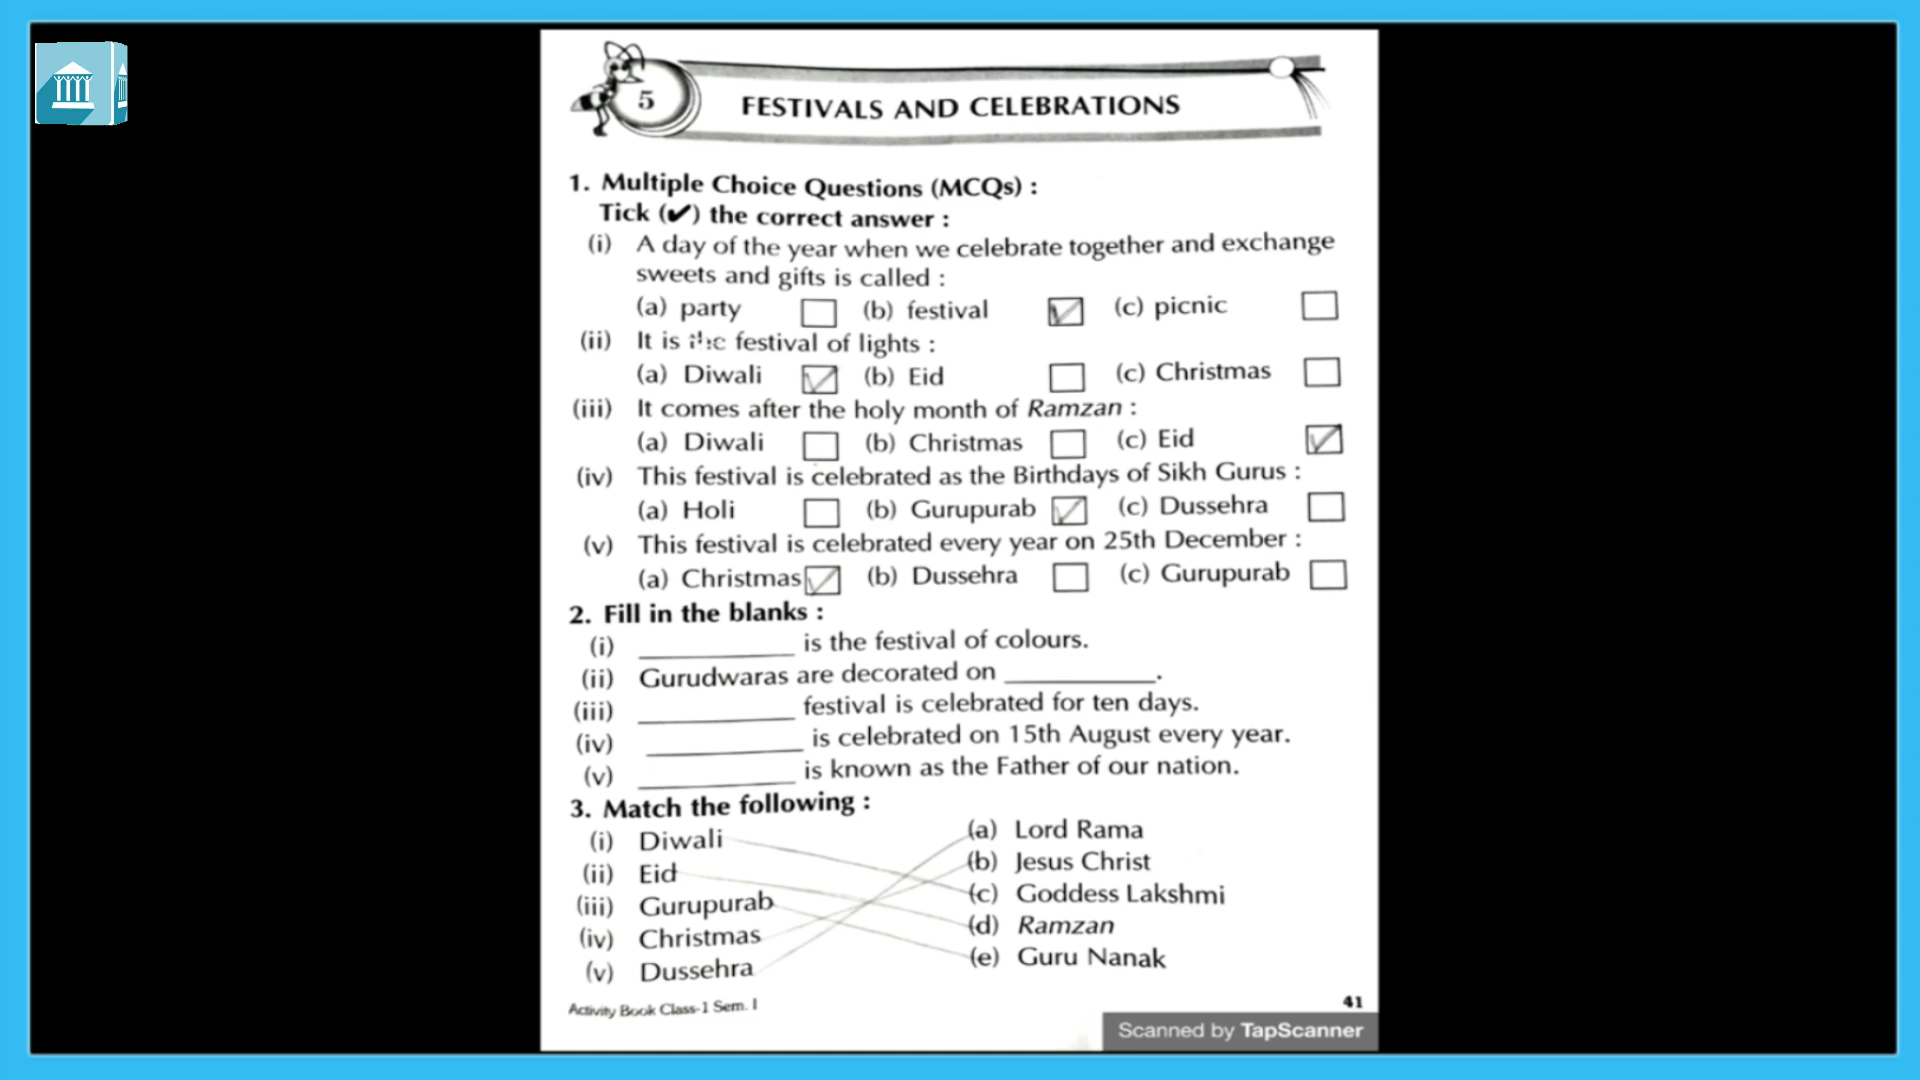 5
FESTIVALS AND CELEBRATIONS
1. Multiple Choice Questions (MCQs) :
Tick (✔) the correct answer :
(i) A day of the year when we celebrate together and exchange
sweets and gifts is called :
(a) party (b) festival (c) picnic
(ii) It is the festival of lights :
(a) Diwali (b) Eid (c) Christmas
(iii) It comes after the holy month of Ramzan :
(a) Diwali (b) Christmas (c) Eid
(iv) This festival is celebrated as the Birthdays of Sikh Gurus :
(a) Holi (b) Gurupurab (c) Dussehra
(v) This festival is celebrated every year on 25th December :
(a) Christmas (b) Dussehra (c) Gurupurab
2. Fill in the blanks :
(i) ____________ is the festival of colours.
(ii) Gurudwaras are decorated on ____________.
(iii) ____________ festival is celebrated for ten days.
(iv) ____________ is celebrated on 15th August every year.
(v) ____________ is known as the Father of our nation.
3. Match the following :
(i) Diwali (a) Lord Rama
(ii) Eid (b) Jesus Christ
(iii) Gurupurab (c) Goddess Lakshmi
(iv) Christmas (d) Ramzan
(v) Dussehra (e) Guru Nanak
Activity Book Class-1 Sem. I 41
Scanned by TapScanner